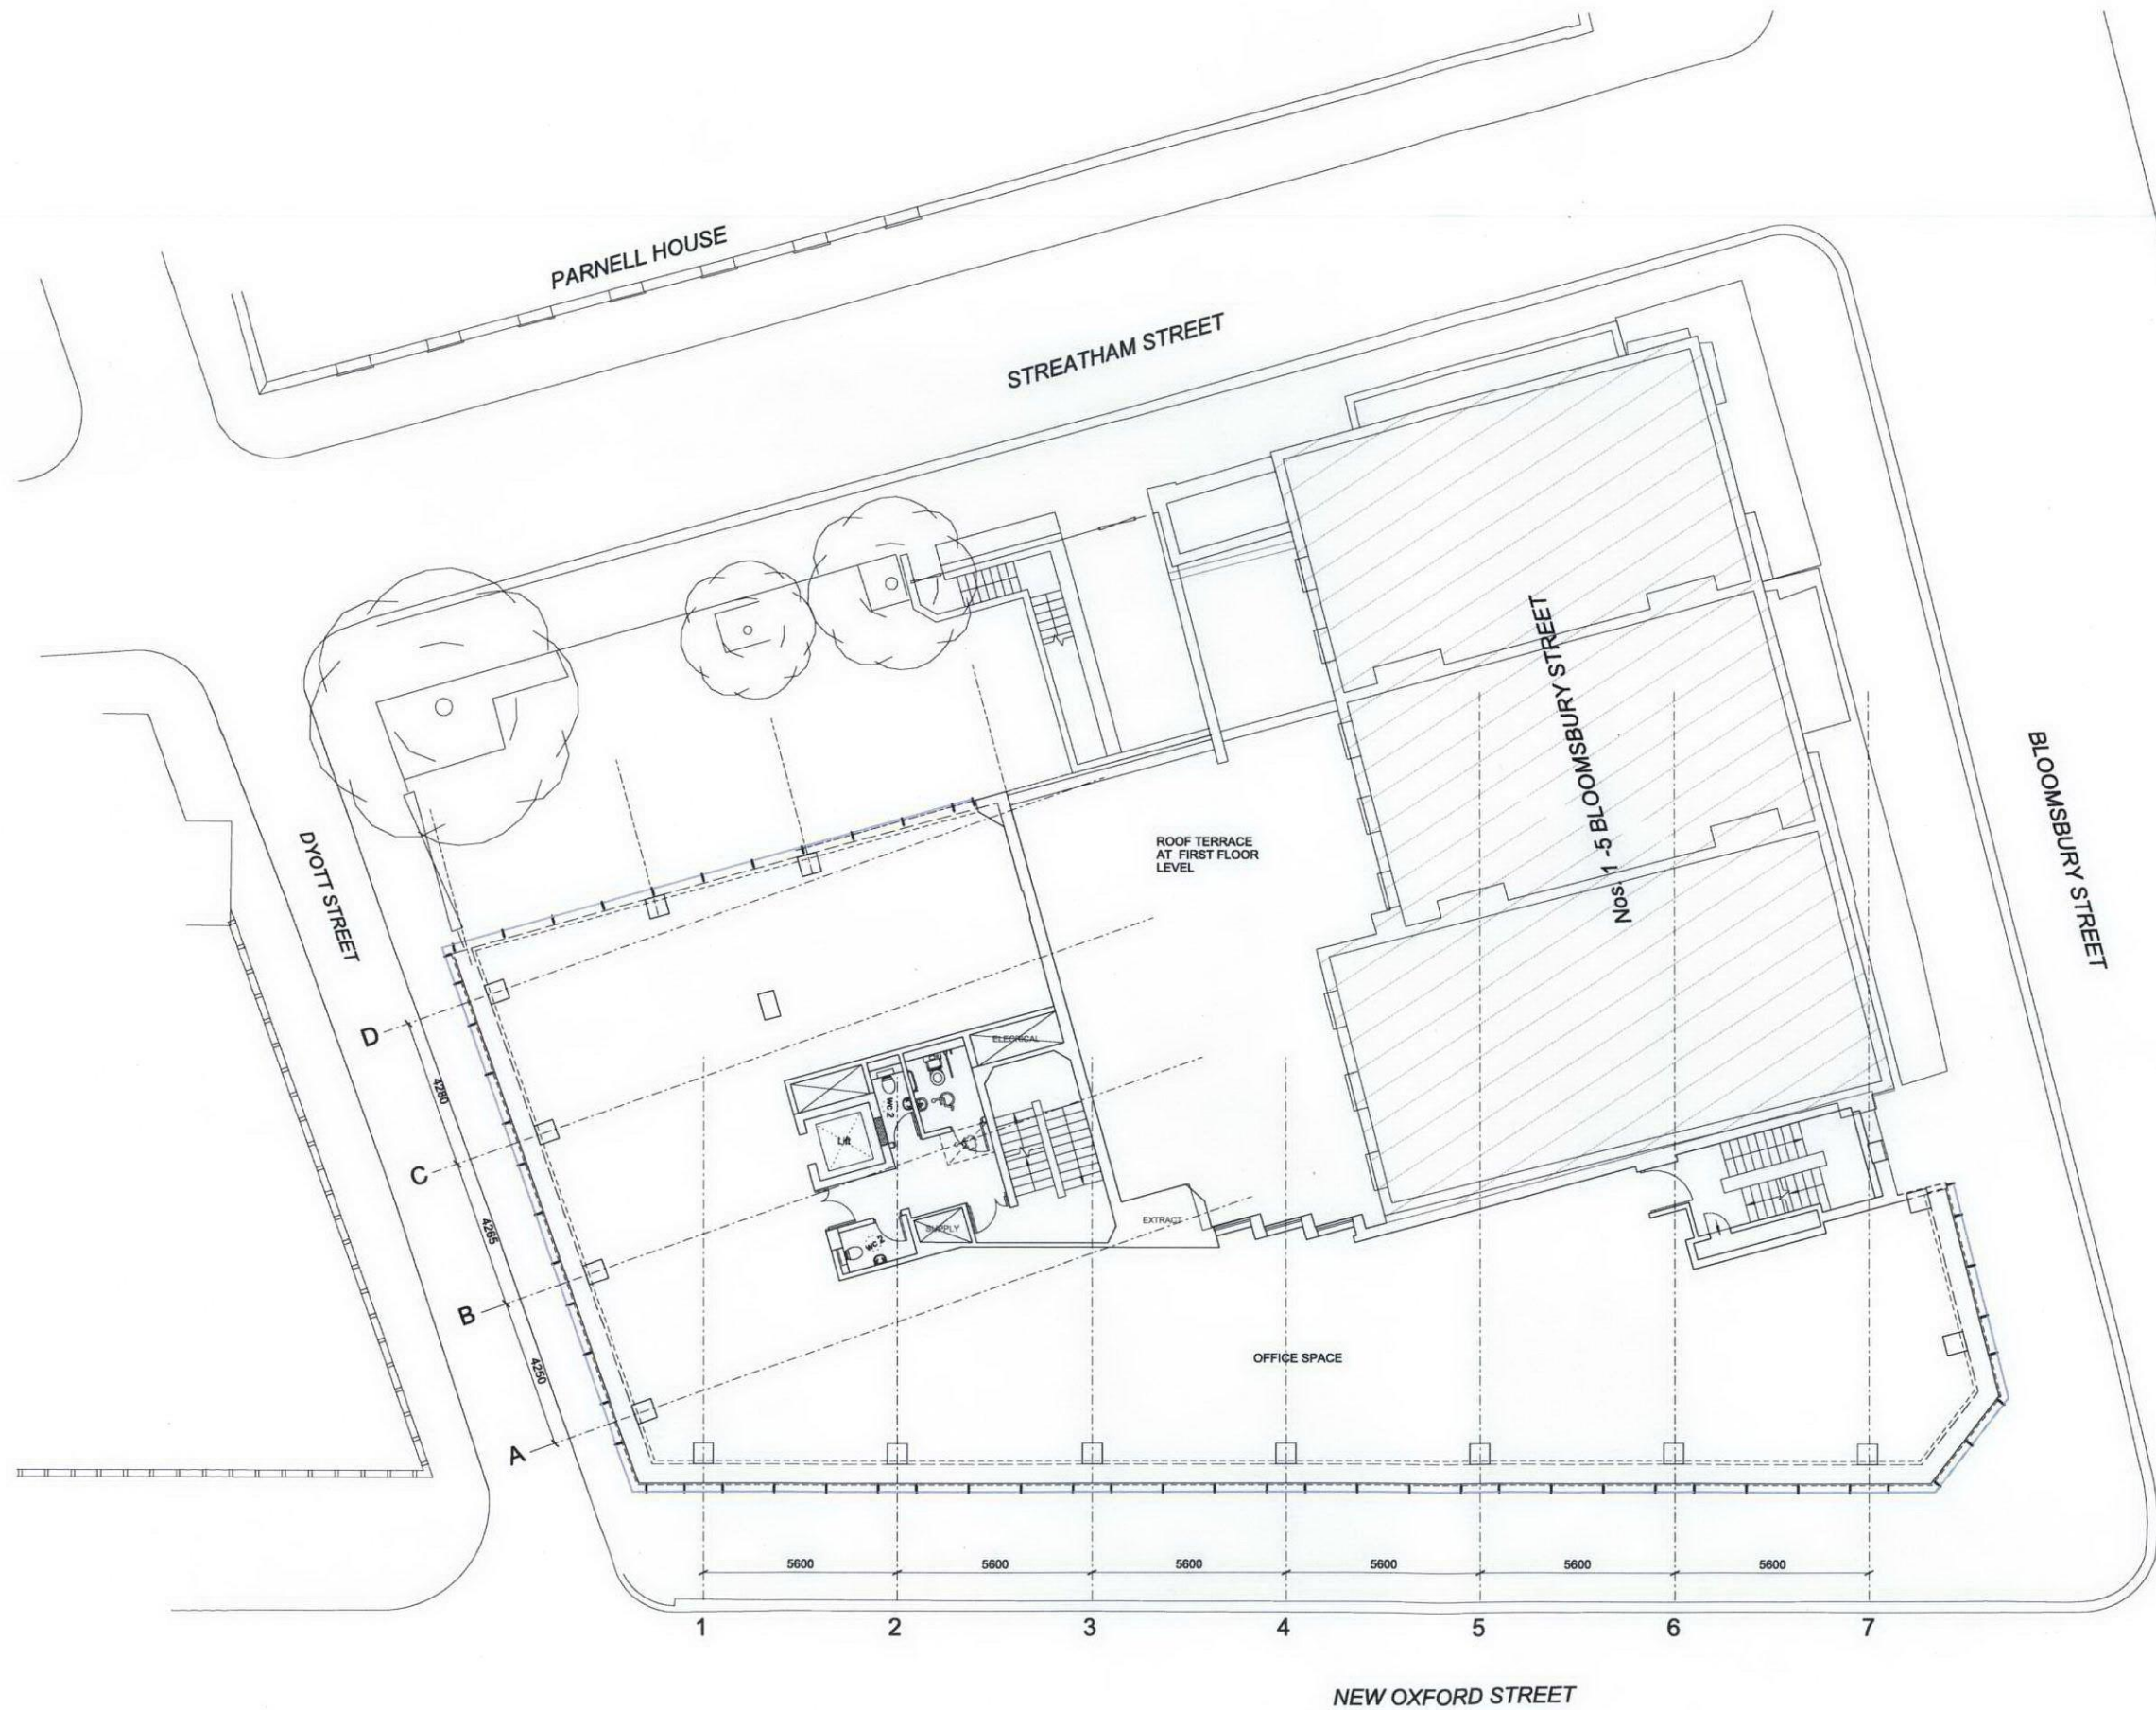 PARNELL HOUSE
STREATHAM STREET
Nos. 1 -5 BLOOMSBURY STREET
BLOOMSBURY STREET
DYOTT STREET
ROOF TERRACE
AT FIRST FLOOR
LEVEL
D
4280
C
4265
B
4250
A
WC 2
Lift
SUPPLY
WC 2
EXTRACT
OFFICE SPACE
5600
5600
5600
5600
5600
5600
1
2
3
4
5
6
7
NEW OXFORD STREET